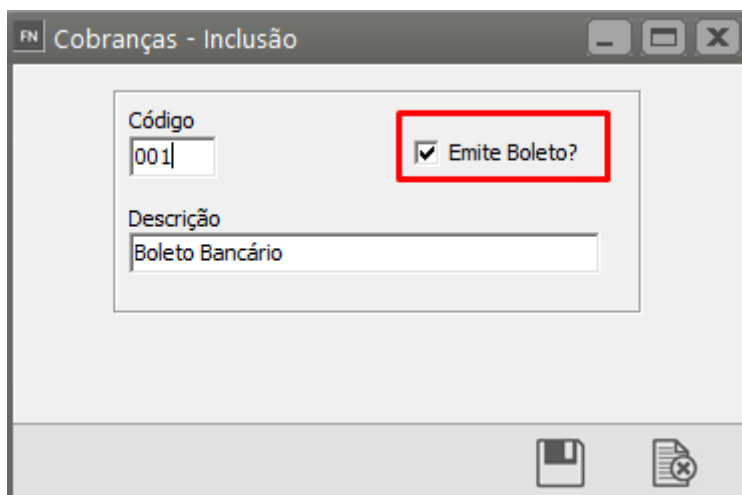 FN Cobranças - Inclusão
Código
001
Emite Boleto?
Descrição
Boleto Bancário